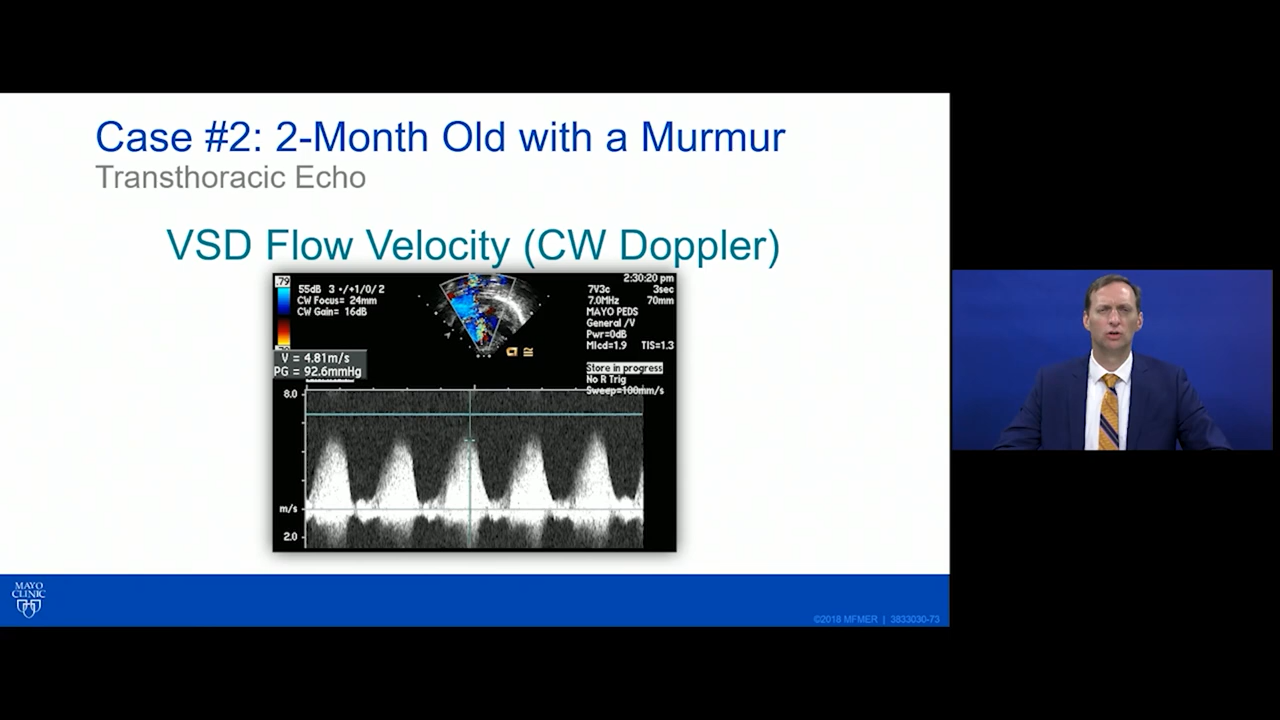 Case #2: 2-Month Old with a Murmur
Transthoracic Echo
VSD Flow Velocity (CW Doppler)
.79
55dB 3 •/+1/0/2
CW Focus= 24mm
CW Gain= 16dB
2:30:20 pm
7V3c 3sec
7.0MHz 70mm
MAYO PEDS
General /V
Pwr=0dB
MIcd=1.9 TIS=1.3
V = 4.81m/s
PG = 92.6mmHg
Store in progress
No R Trig
Sweep=100mm/s
8.0
m/s
2.0
MAYO
CLINIC
©2018 MFMER | 3833030-73